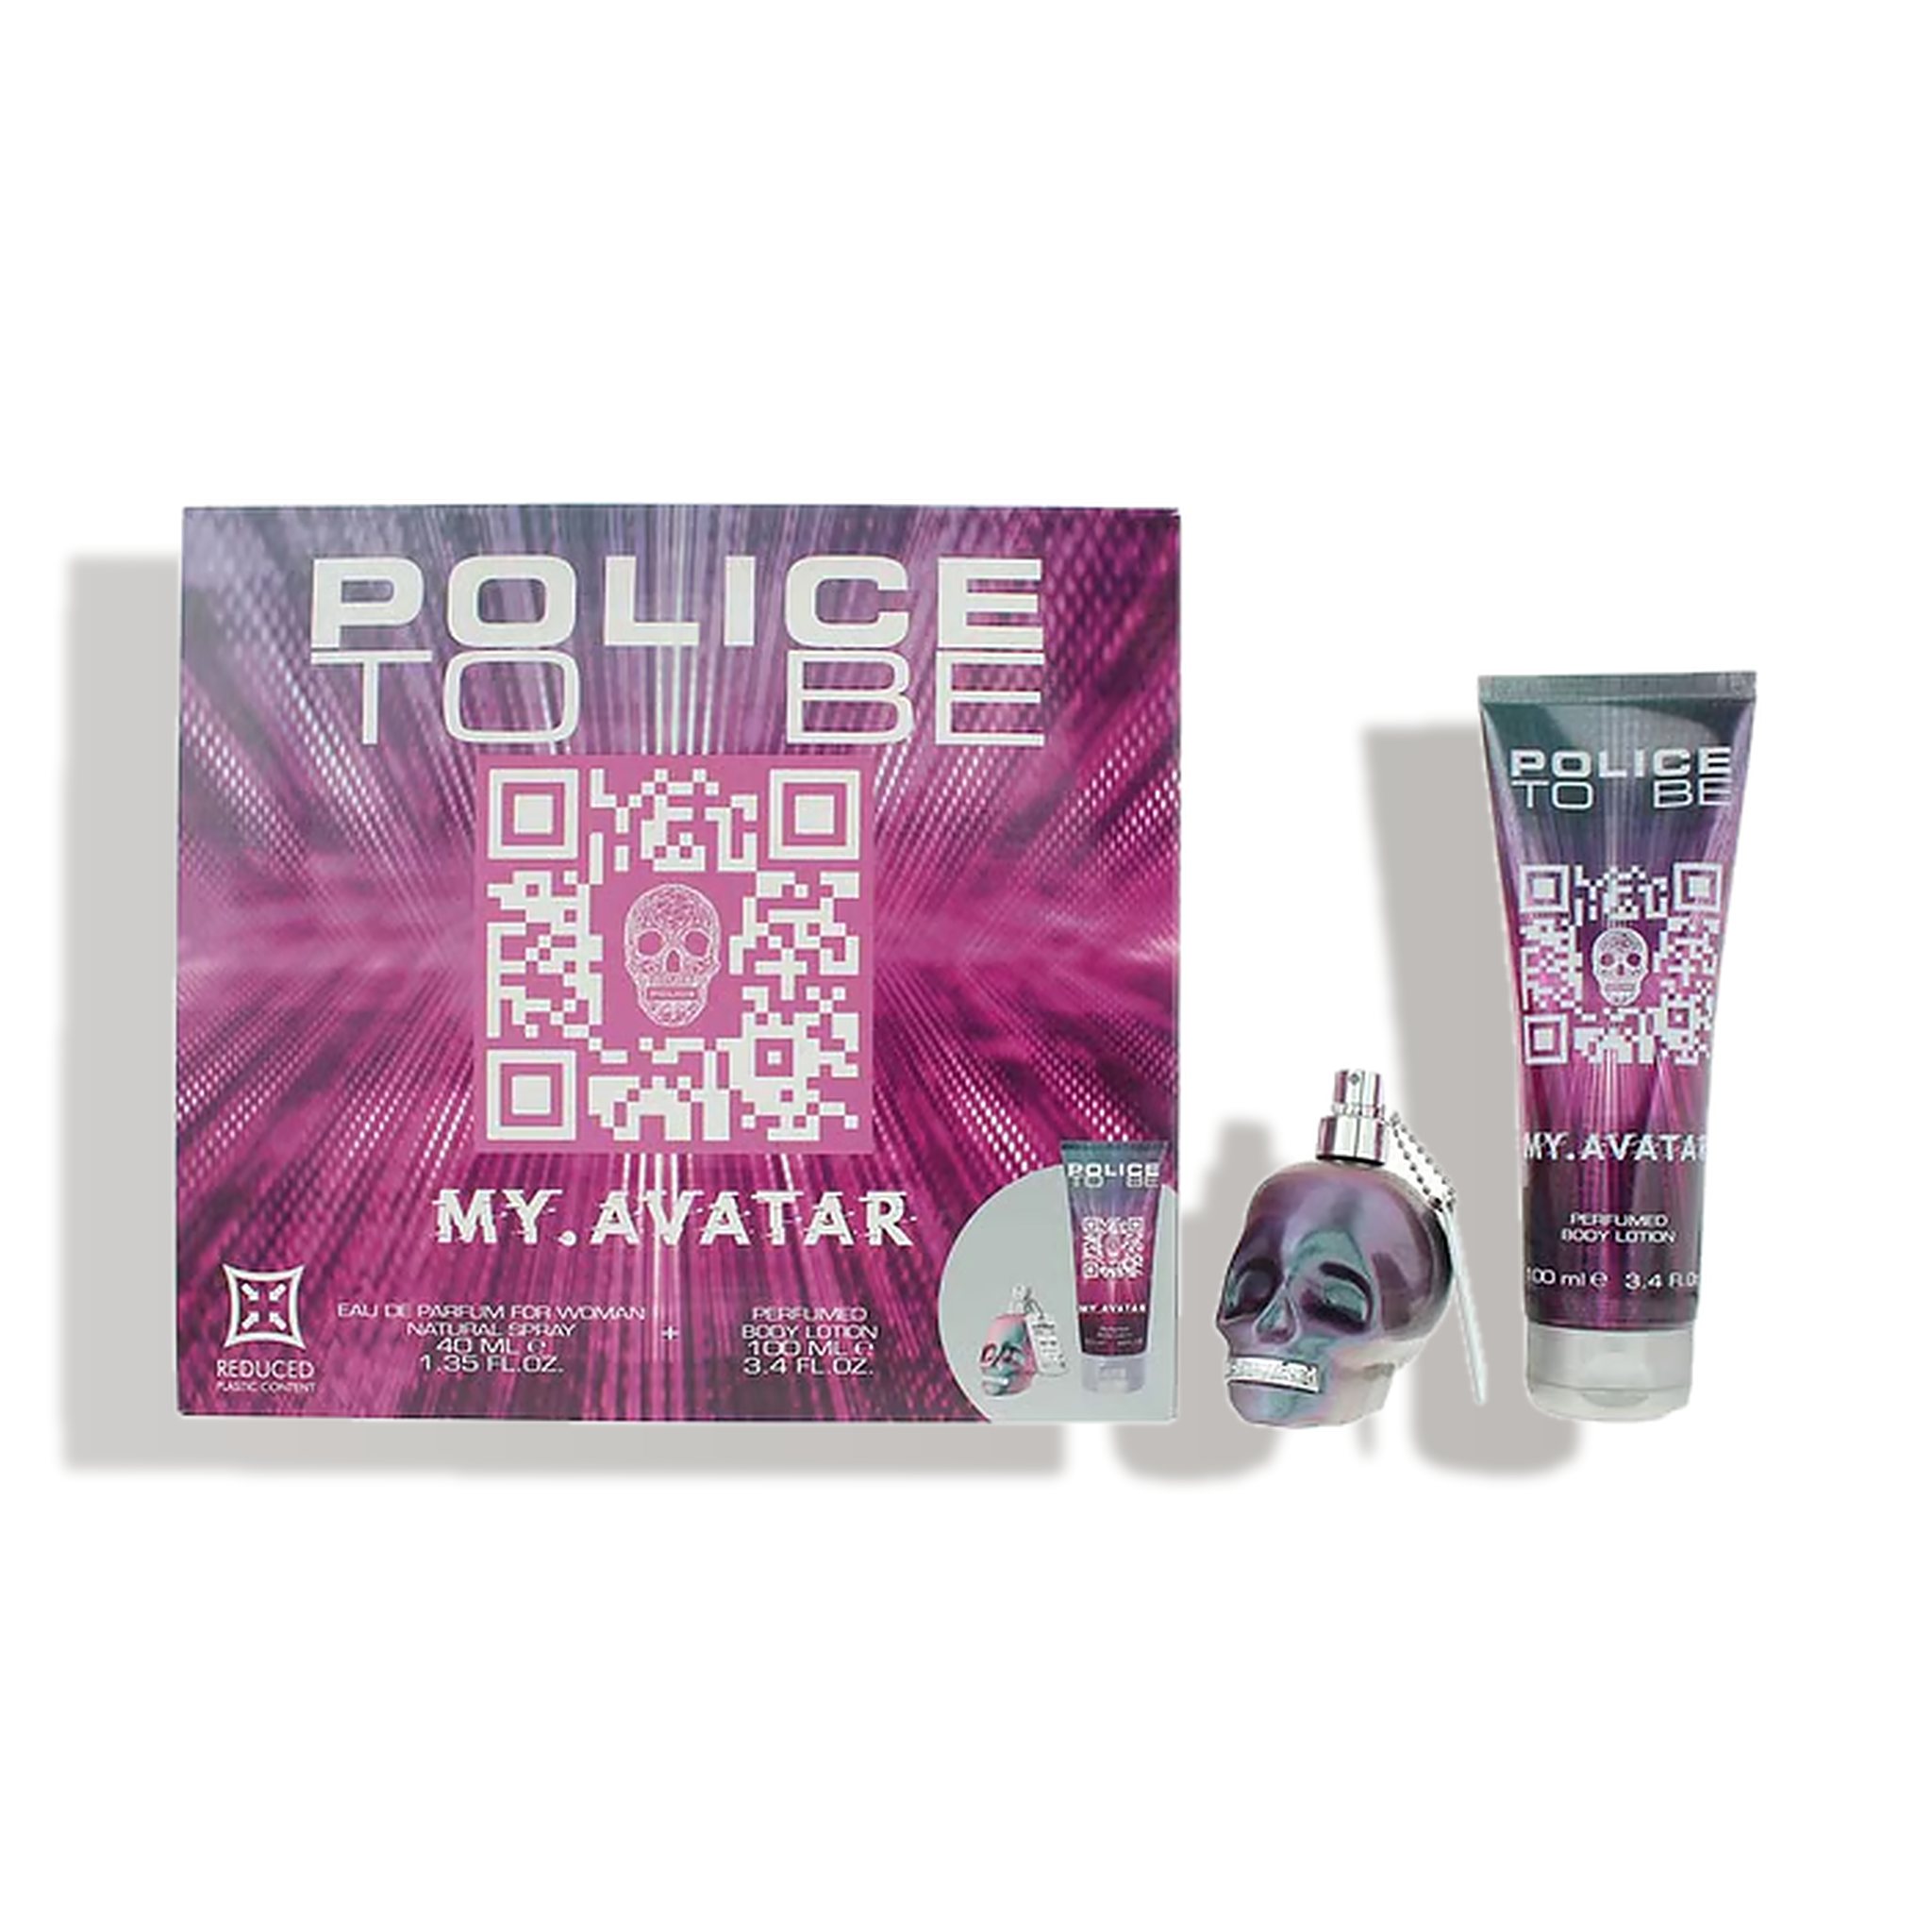 POLICE
TO BE
POLICE
MY.AVATAR
REDUCED
PLASTIC CONTENT
EAU DE PARFUM FOR WOMAN
NATURAL SPRAY
40 ML ℮
1.35 FL.OZ.
+
PERFUMED
BODY LOTION
100 ML ℮
3.4 FL.OZ.
POLICE
TO BE
MY.AVATAR
POLICE
TO BE
MY.AVATAR
PERFUMED
BODY LOTION
100 ml ℮ 3.4 Fl.Oz